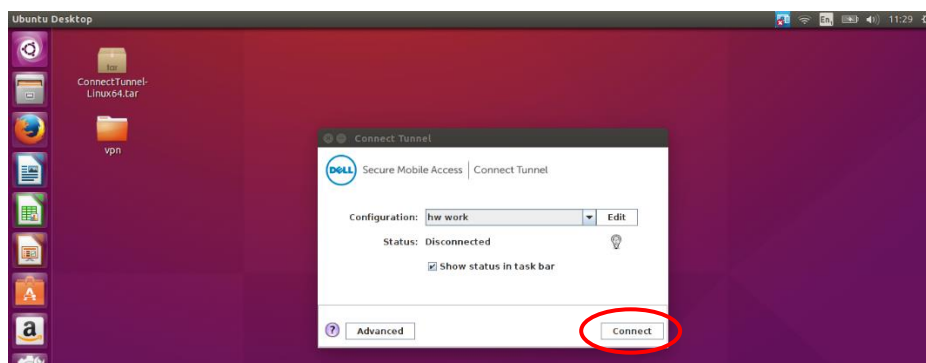 Ubuntu Desktop
En
11:29
tar
ConnectTunnel-
Linux64.tar
vpn
Connect Tunnel
DELL Secure Mobile Access | Connect Tunnel
Configuration: hw work Edit
Status: Disconnected
Show status in task bar
? Advanced Connect
A
a